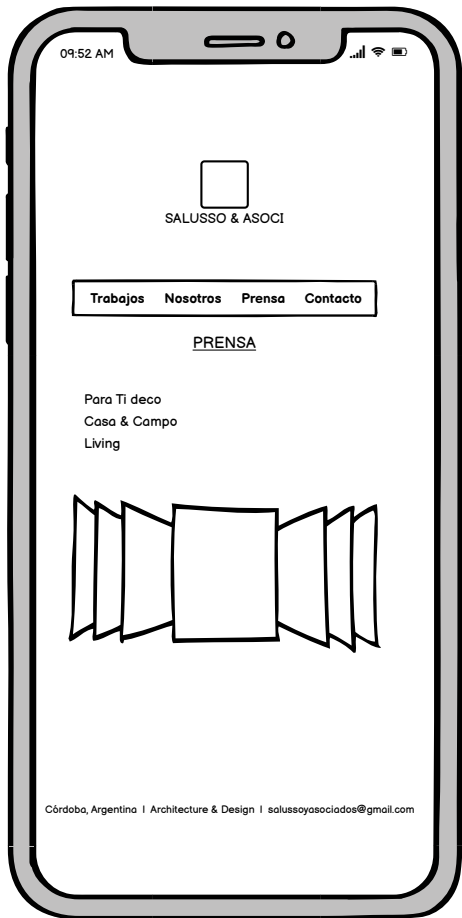 09:52 AM
SALUSSO & ASOCI
Trabajos Nosotros Prensa Contacto
PRENSA
Para Ti deco
Casa & Campo
Living
Córdoba, Argentina I Architecture & Design I salussoyasociados@gmail.com